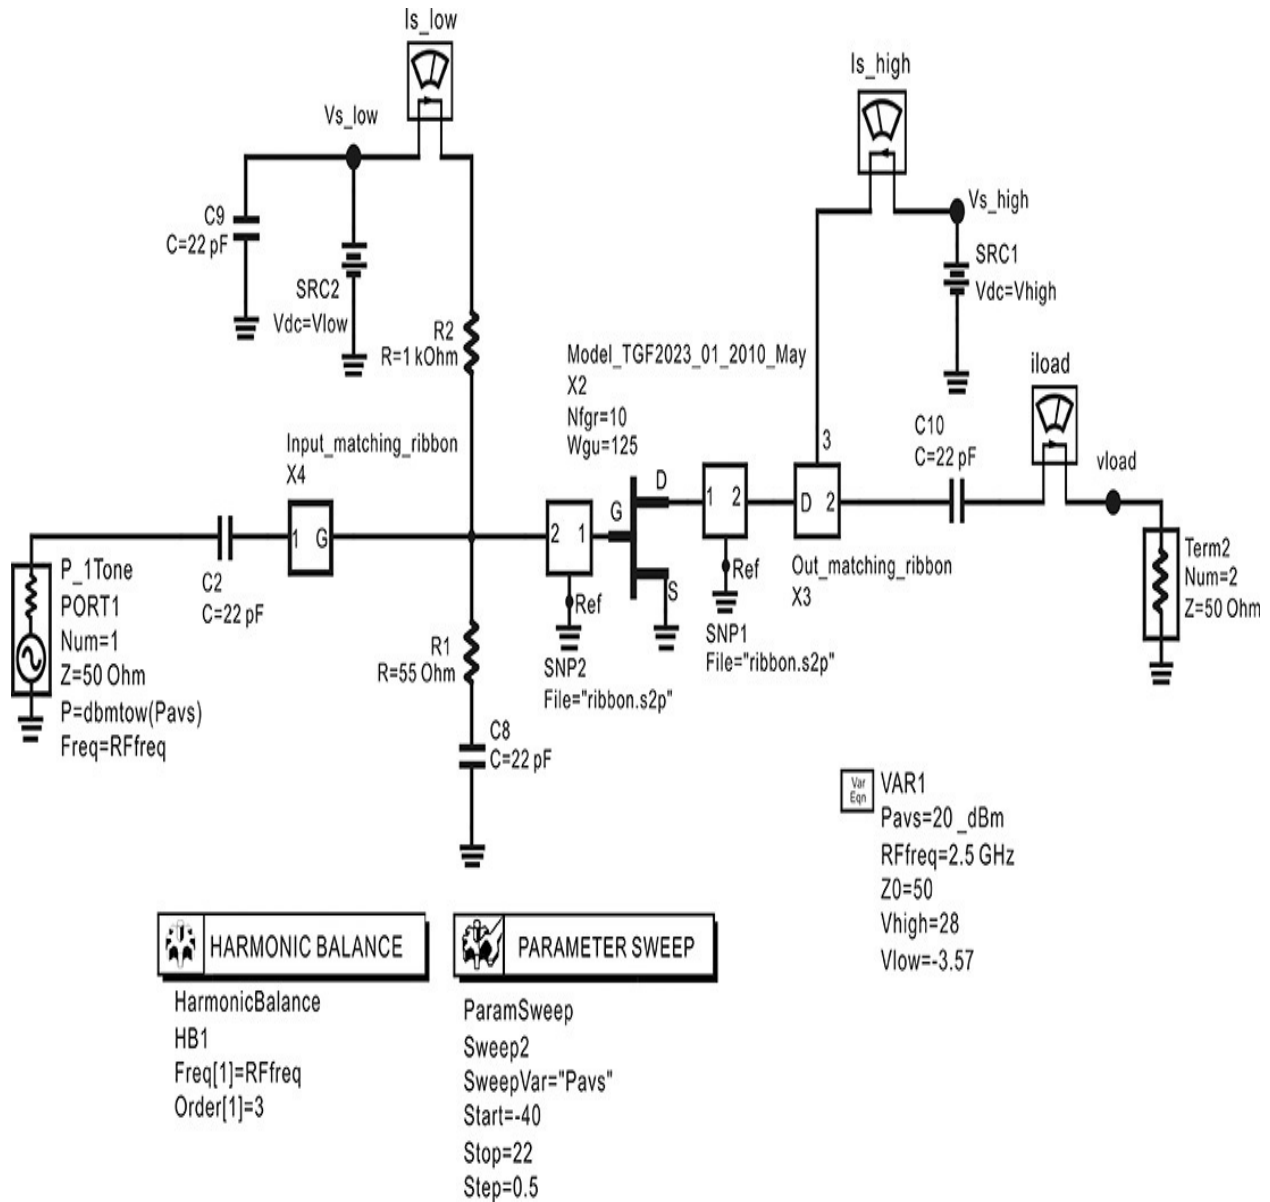 Is_low
Is_high
Vs_low
Vs_high
C9
C=22 pF
SRC2
Vdc=Vlow
SRC1
Vdc=Vhigh
R2
R=1 kOhm
Model_TGF2023_01_2010_May
X2
Nfgr=10
Wgu=125
iload
C10
C=22 pF
vload
3
Input_matching_ribbon
X4
1 G
2 1
G
D
S
1 2
D 2
Ref
Ref
Out_matching_ribbon
X3
Term2
Num=2
Z=50 Ohm
P_1Tone
PORT1
Num=1
Z=50 Ohm
P=dbmtow(Pavs)
Freq=RFfreq
C2
C=22 pF
R1
R=55 Ohm
SNP2
File="ribbon.s2p"
SNP1
File="ribbon.s2p"
C8
C=22 pF
Var
Eqn
VAR1
Pavs=20 _dBm
RFfreq=2.5 GHz
Z0=50
Vhigh=28
Vlow=-3.57
HARMONIC BALANCE
HarmonicBalance
HB1
Freq[1]=RFfreq
Order[1]=3
PARAMETER SWEEP
ParamSweep
Sweep2
SweepVar="Pavs"
Start=-40
Stop=22
Step=0.5